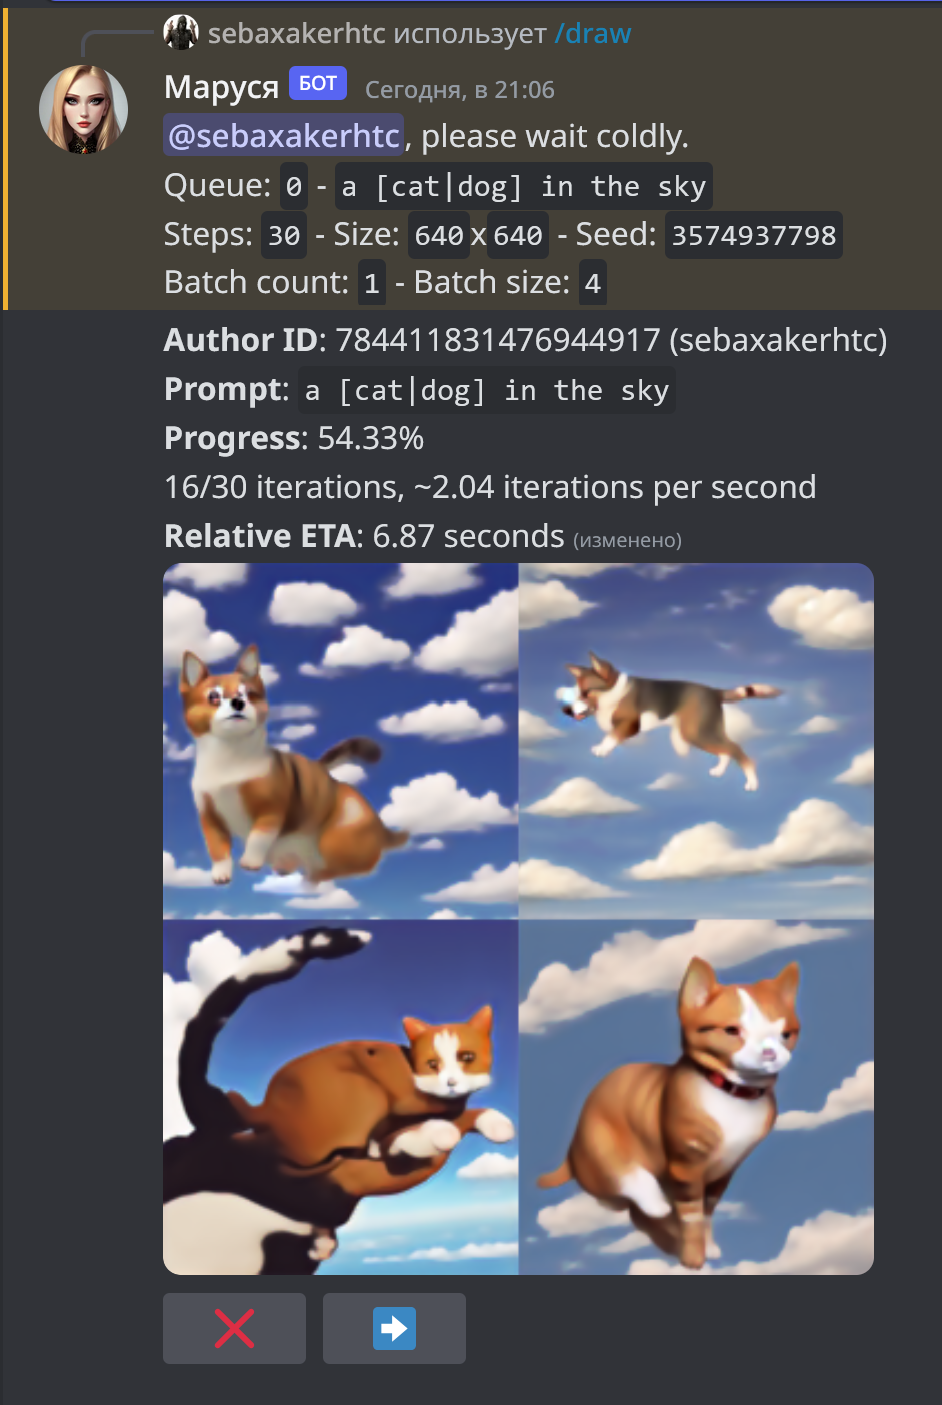 sebaxakerhtc использует /draw
Маруся БОТ Сегодня, в 21:06
@sebaxakerhtc, please wait coldly.
Queue: 0 - a [cat|dog] in the sky
Steps: 30 - Size: 640x640 - Seed: 3574937798
Batch count: 1 - Batch size: 4
Author ID: 784411831476944917 (sebaxakerhtc)
Prompt: a [cat|dog] in the sky
Progress: 54.33%
16/30 iterations, ~2.04 iterations per second
Relative ETA: 6.87 seconds (изменено)